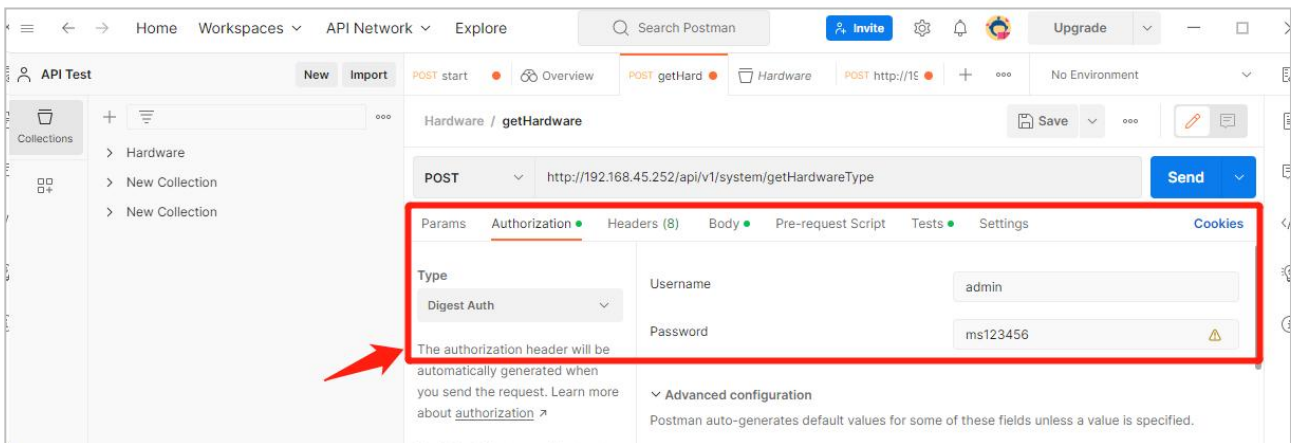 Home Workspaces API Network Explore Search Postman Invite Upgrade
API Test New Import POST start Overview POST getHard Hardware POST http://19 No Environment
Collections
Hardware / getHardware Save
Hardware
New Collection
New Collection
POST http://192.168.45.252/api/v1/system/getHardwareType Send
Params Authorization Headers (8) Body Pre-request Script Tests Settings Cookies
Type
Digest Auth
The authorization header will be
automatically generated when
you send the request. Learn more
about authorization ↗
Username admin
Password ms123456
Advanced configuration
Postman auto-generates default values for some of these fields unless a value is specified.